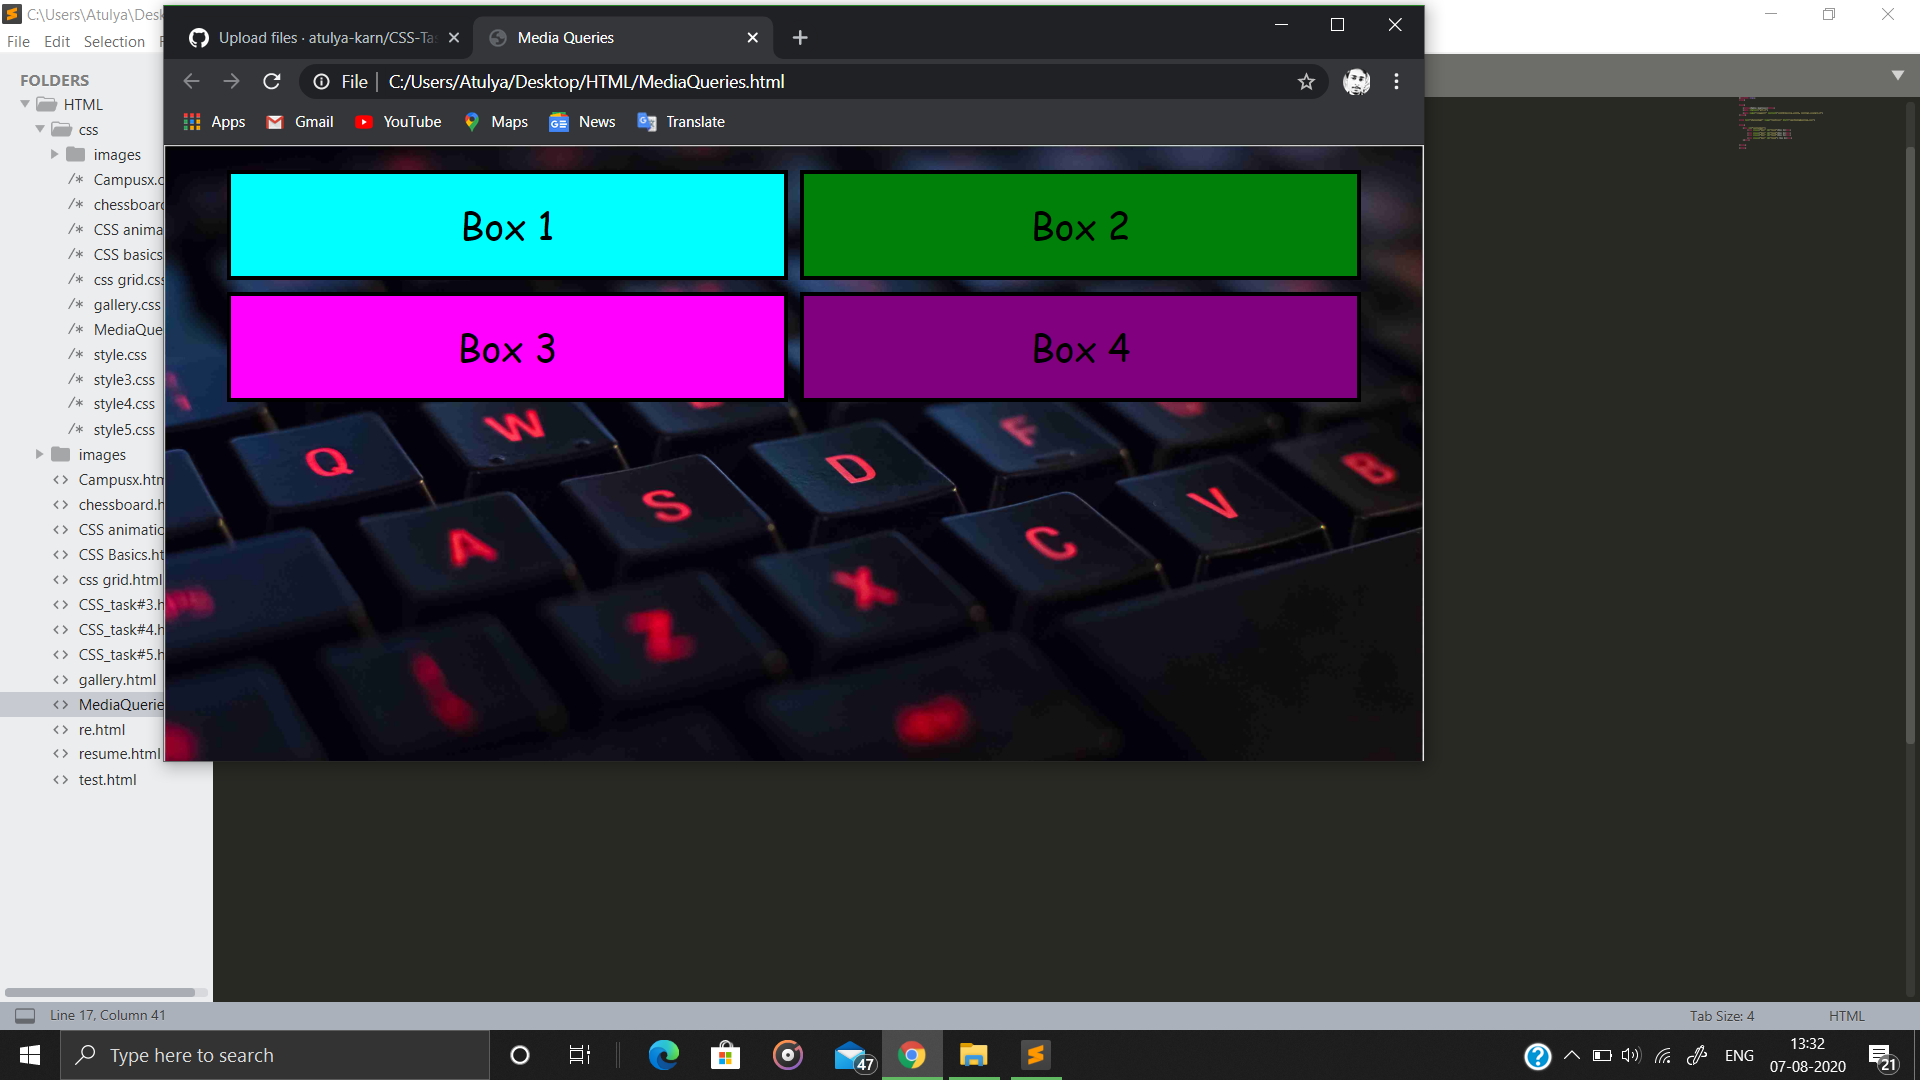 C:\Users\Atulya\Desk
File Edit Selection F
FOLDERS
HTML
css
images
/* Campusx.c
/* chessboard
/* CSS anima
/* CSS basics
/* css grid.css
/* gallery.css
/* MediaQue
/* style.css
/* style3.css
/* style4.css
/* style5.css
images
<> Campusx.htm
<> chessboard.h
<> CSS animatic
<> CSS Basics.ht
<> css grid.html
<> CSS_task#3.h
<> CSS_task#4.h
<> CSS_task#5.h
<> gallery.html
<> MediaQuerie
<> re.html
<> resume.html
<> test.html
Upload files · atulya-karn/CSS-Ta
Media Queries
File | C:/Users/Atulya/Desktop/HTML/MediaQueries.html
Apps Gmail YouTube Maps News Translate
Box 1 Box 2
Box 3 Box 4
Q W D F B
A S C V
Z X
Line 17, Column 41
Tab Size: 4 HTML
Type here to search
47
ENG
13:32
07-08-2020
21